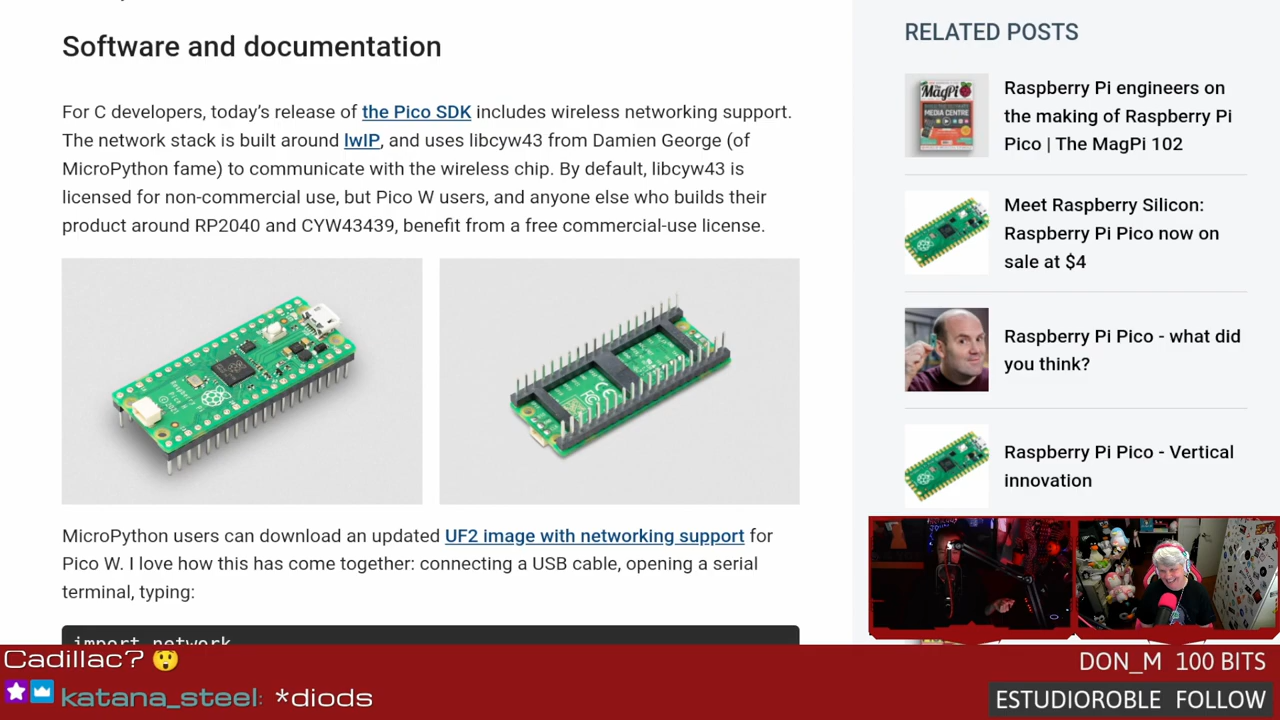 Software and documentation
For C developers, today's release of the Pico SDK includes wireless networking support.
The network stack is built around lwIP, and uses libcyw43 from Damien George (of
MicroPython fame) to communicate with the wireless chip. By default, libcyw43 is
licensed for non-commercial use, but Pico W users, and anyone else who builds their
product around RP2040 and CYW43439, benefit from a free commercial-use license.
MicroPython users can download an updated UF2 image with networking support for
Pico W. I love how this has come together: connecting a USB cable, opening a serial
terminal, typing:
import network
RELATED POSTS
MagPi
Raspberry Pi engineers on
the making of Raspberry Pi
Pico | The MagPi 102
Meet Raspberry Silicon:
Raspberry Pi Pico now on
sale at $4
Raspberry Pi Pico - what did
you think?
Raspberry Pi Pico - Vertical
innovation
Cadillac? 😲
katana_steel: *diods
DON_M 100 BITS
ESTUDIOROBLE FOLLOW